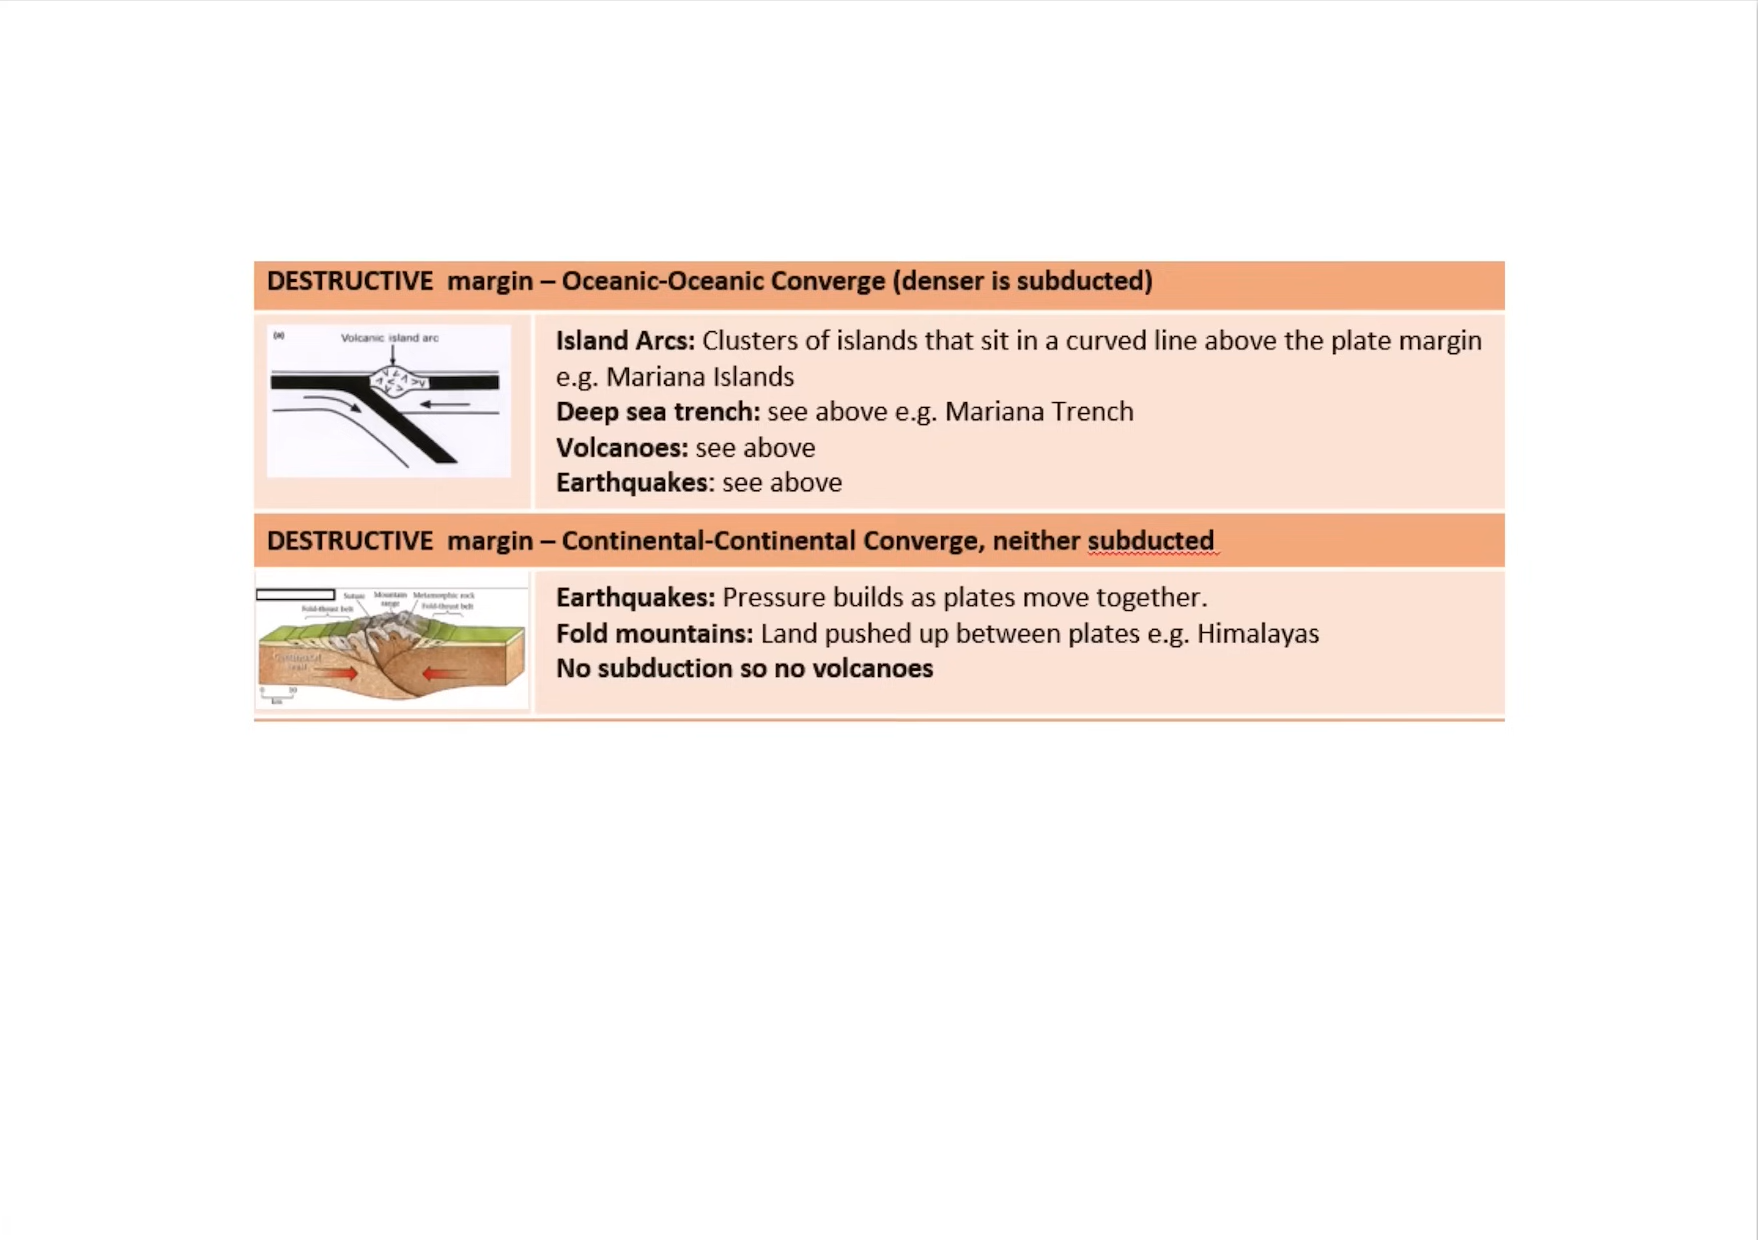 DESTRUCTIVE margin – Oceanic-Oceanic Converge (denser is subducted)
(a)
Volcanic island arc
Island Arcs: Clusters of islands that sit in a curved line above the plate margin
e.g. Mariana Islands
Deep sea trench: see above e.g. Mariana Trench
Volcanoes: see above
Earthquakes: see above
DESTRUCTIVE margin – Continental-Continental Converge, neither subducted
Suture
Mountain
range
Metamorphic rock
Fold-thrust belt
Fold-thrust belt
Continental
0
km
Earthquakes: Pressure builds as plates move together.
Fold mountains: Land pushed up between plates e.g. Himalayas
No subduction so no volcanoes